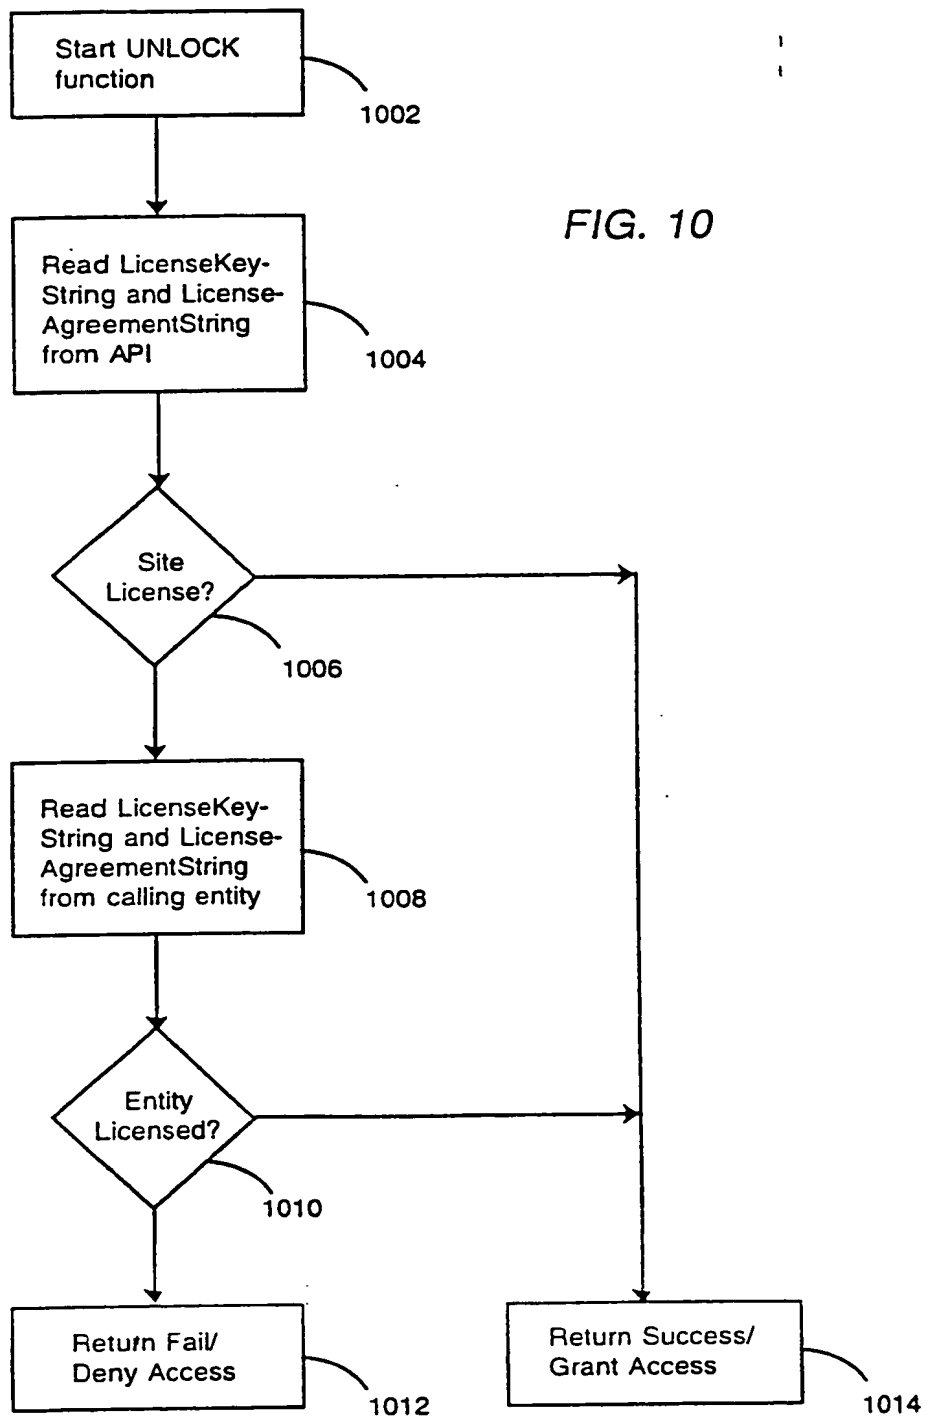 Start UNLOCK
function
1002
FIG. 10
Read LicenseKey-
String and License-
AgreementString
from API
1004
Site
License?
1006
Read LicenseKey-
String and License-
AgreementString
from calling entity
1008
Entity
Licensed?
1010
Return Fail/
Deny Access
1012
Return Success/
Grant Access
1014